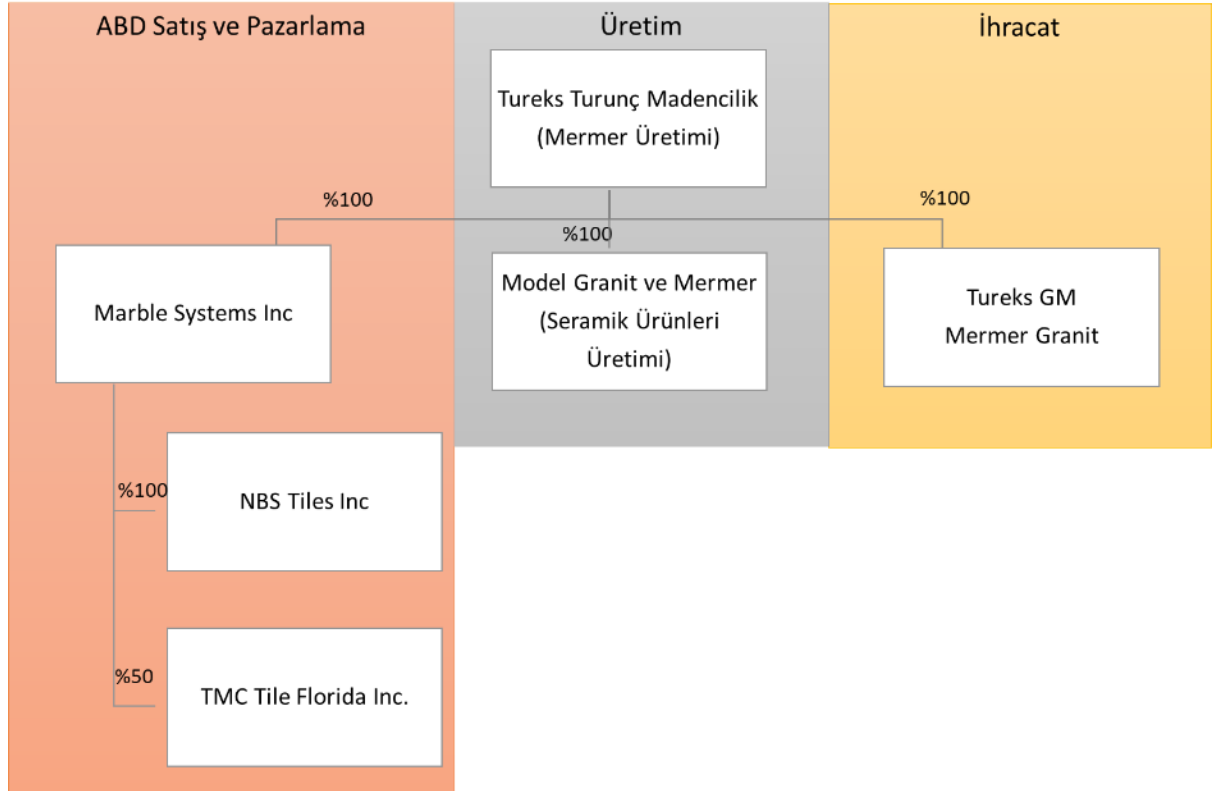 ABD Satış ve Pazarlama
Üretim
İhracat
Tureks Turunç Madencilik
(Mermer Üretimi)
%100
%100
%100
Marble Systems Inc
Model Granit ve Mermer
(Seramik Ürünleri
Üretimi)
Tureks GM
Mermer Granit
%100
NBS Tiles Inc
%50
TMC Tile Florida Inc.